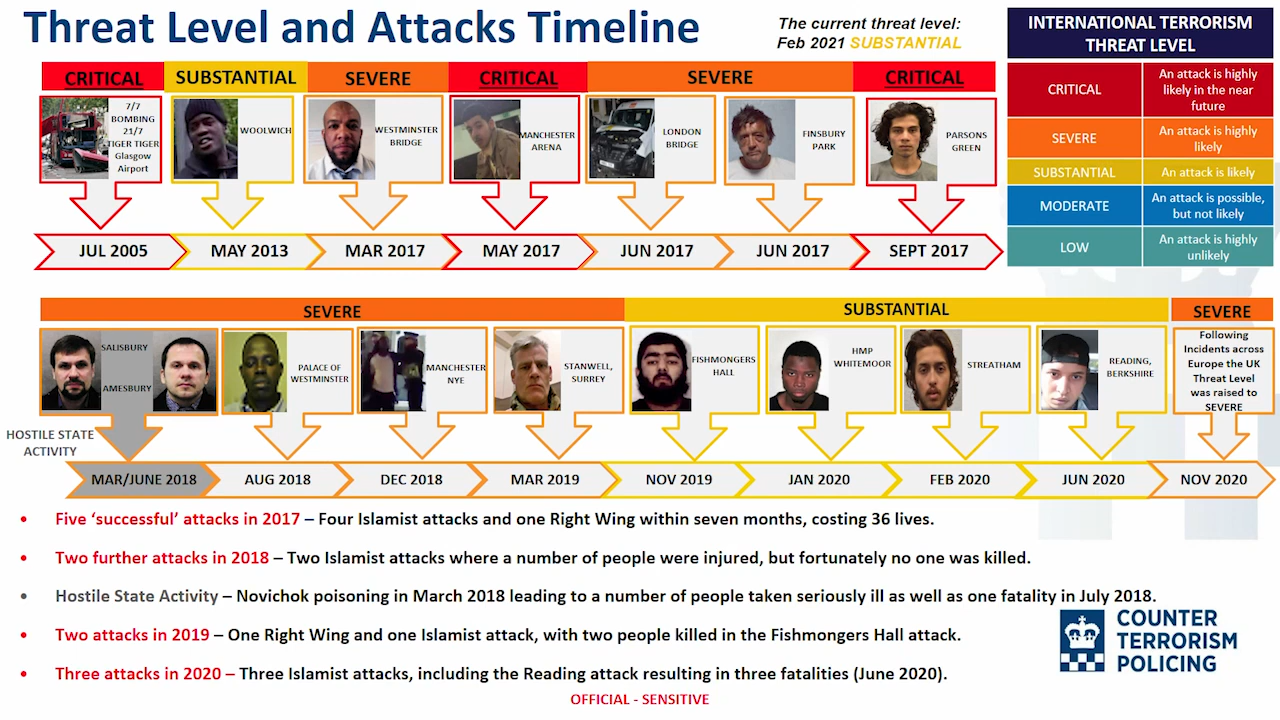 Threat Level and Attacks Timeline
The current threat level:
Feb 2021 SUBSTANTIAL
INTERNATIONAL TERRORISM
THREAT LEVEL
CRITICAL
An attack is highly
likely in the near
future
SEVERE
An attack is highly
likely
SUBSTANTIAL
An attack is likely
MODERATE
An attack is possible,
but not likely
LOW
An attack is highly
unlikely
CRITICAL
SUBSTANTIAL
SEVERE
CRITICAL
SEVERE
CRITICAL
7/7
BOMBING
21/7
TIGER TIGER
Glasgow
Airport
WOOLWICH
WESTMINSTER
BRIDGE
MANCHESTER
ARENA
LONDON
BRIDGE
FINSBURY
PARK
PARSONS
GREEN
JUL 2005
MAY 2013
MAR 2017
MAY 2017
JUN 2017
JUN 2017
SEPT 2017
SEVERE
SUBSTANTIAL
SEVERE
SALISBURY
AMESBURY
PALACE OF
WESTMINSTER
MANCHESTER
NYE
STANWELL,
SURREY
FISHMONGERS
HALL
HMP
WHITEMOOR
STREATHAM
READING,
BERKSHIRE
Following
Incidents across
Europe the UK
Threat Level
was raised to
SEVERE
HOSTILE STATE
ACTIVITY
MAR/JUNE 2018
AUG 2018
DEC 2018
MAR 2019
NOV 2019
JAN 2020
FEB 2020
JUN 2020
NOV 2020
• Five ‘successful’ attacks in 2017 – Four Islamist attacks and one Right Wing within seven months, costing 36 lives.
• Two further attacks in 2018 – Two Islamist attacks where a number of people were injured, but fortunately no one was killed.
• Hostile State Activity – Novichok poisoning in March 2018 leading to a number of people taken seriously ill as well as one fatality in July 2018.
• Two attacks in 2019 – One Right Wing and one Islamist attack, with two people killed in the Fishmongers Hall attack.
• Three attacks in 2020 – Three Islamist attacks, including the Reading attack resulting in three fatalities (June 2020).
COUNTER
TERRORISM
POLICING
OFFICIAL - SENSITIVE